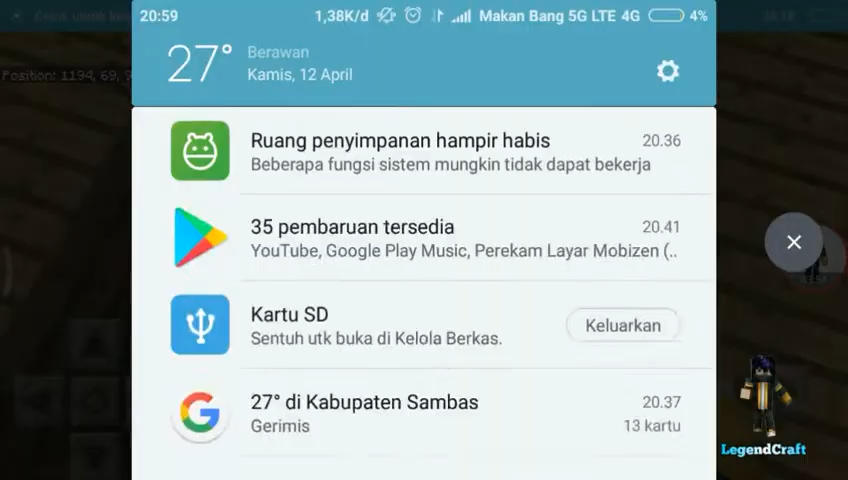 20:59
1,38K/d
Makan Bang 5G LTE 4G
4%
27°
Berawan
Kamis, 12 April
Position: 1194, 69,
Ruang penyimpanan hampir habis
20.36
Beberapa fungsi sistem mungkin tidak dapat bekerja
35 pembaruan tersedia
20.41
YouTube, Google Play Music, Perekam Layar Mobizen (..
Kartu SD
Sentuh utk buka di Kelola Berkas.
Keluarkan
27° di Kabupaten Sambas
20.37
Gerimis
13 kartu
LegendCraft